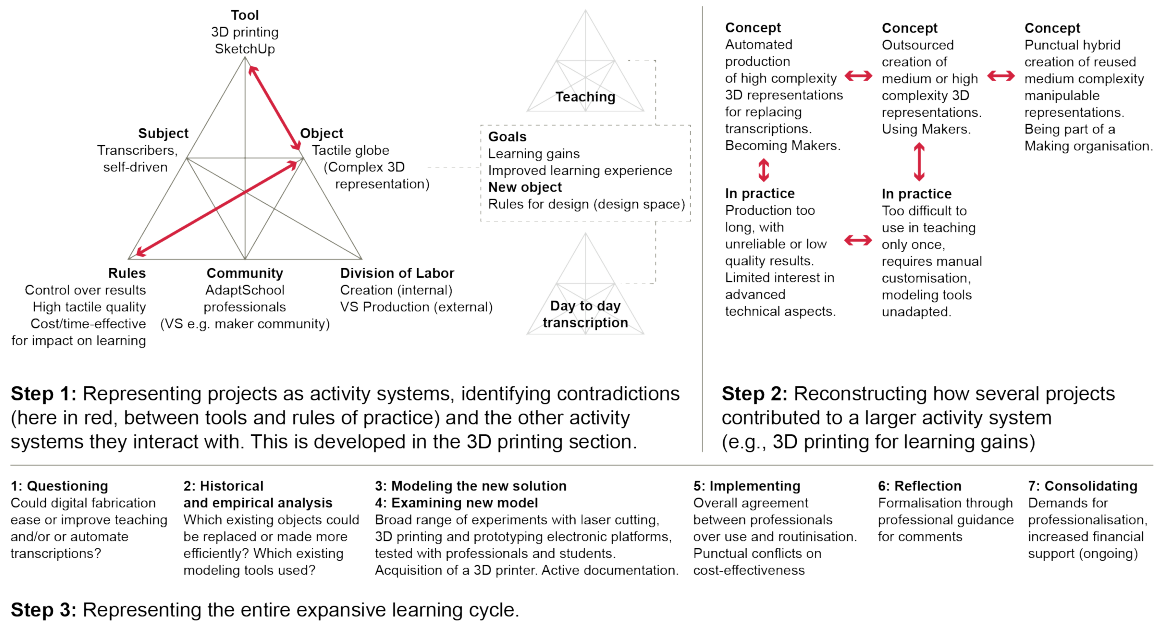 Tool
3D printing
SketchUp
Subject
Transcribers,
self-driven
Object
Tactile globe
(Complex 3D
representation)
Rules
Control over results
High tactile quality
Cost/time-effective
for impact on learning
Community
AdaptSchool
professionals
(VS e.g. maker community)
Division of Labor
Creation (internal)
VS Production (external)
Teaching
Goals
Learning gains
Improved learning experience
New object
Rules for design (design space)
Day to day
transcription
Step 1: Representing projects as activity systems, identifying contradictions
(here in red, between tools and rules of practice) and the other activity
systems they interact with. This is developed in the 3D printing section.
Concept
Automated
production
of high complexity
3D representations
for replacing
transcriptions.
Becoming Makers.
Concept
Outsourced
creation of
medium or high
complexity 3D
representations.
Using Makers.
Concept
Punctual hybrid
creation of reused
medium complexity
manipulable
representations.
Being part of a
Making organisation.
In practice
Production too
long, with
unreliable or low
quality results.
Limited interest in
advanced
technical aspects.
In practice
Too difficult to
use in teaching
only once,
requires manual
customisation,
modeling tools
unadapted.
Step 2: Reconstructing how several projects
contributed to a larger activity system
(e.g., 3D printing for learning gains)
1: Questioning
Could digital fabrication
ease or improve teaching
and/or or automate
transcriptions?
2: Historical
and empirical analysis
Which existing objects could
be replaced or made more
efficiently? Which existing
modeling tools used?
3: Modeling the new solution
4: Examining new model
Broad range of experiments with laser cutting,
3D printing and prototyping electronic platforms,
tested with professionals and students.
Acquisition of a 3D printer. Active documentation.
5: Implementing
Overall agreement
between professionals
over use and routinisation.
Punctual conflicts on
cost-effectiveness
6: Reflection
Formalisation through
professional guidance
for comments
7: Consolidating
Demands for
professionalisation,
increased financial
support (ongoing)
Step 3: Representing the entire expansive learning cycle.